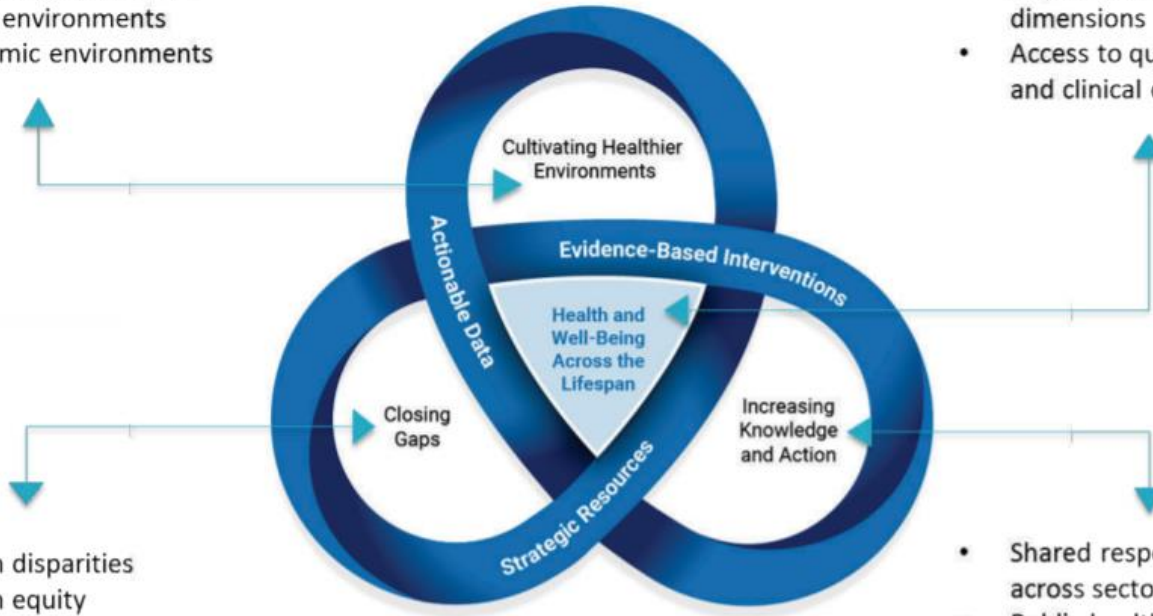 environments
mic environments
dimensions
• Access to qu
and clinical
Cultivating Healthier
Environments
Actionable Data
Evidence-Based Interventions
Health and
Well-Being
Across the
Lifespan
Closing
Gaps
Increasing
Knowledge
and Action
Strategic Resources
disparities
equity
• Shared resp
across secto